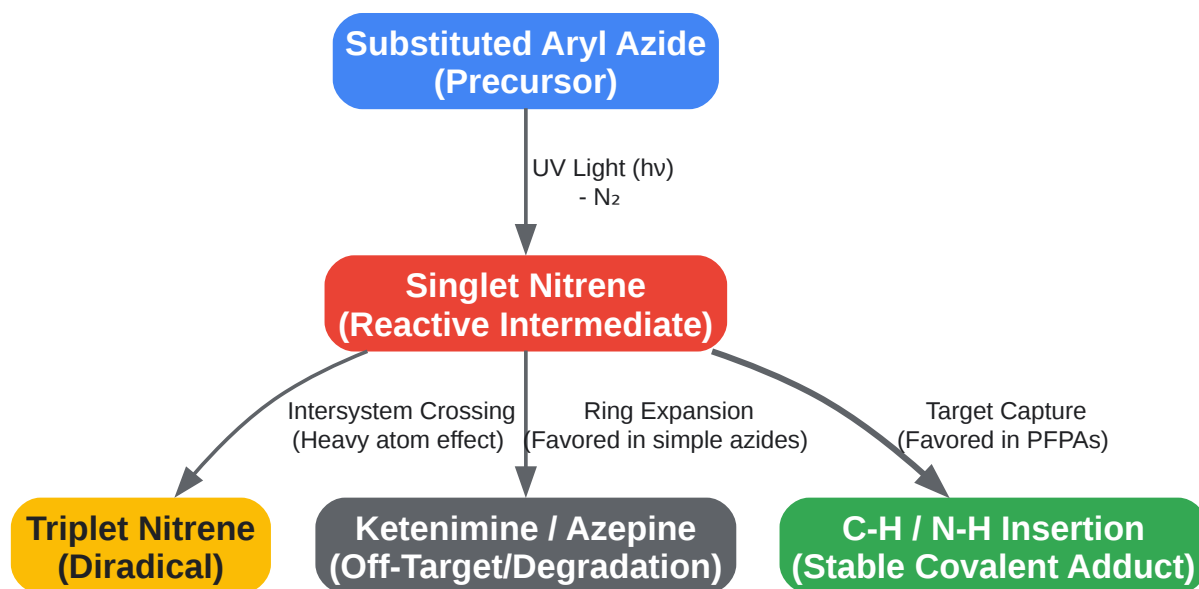 Substituted Aryl Azide
(Precursor)
UV Light (hν)
- N₂
Singlet Nitrene
(Reactive Intermediate)
Intersystem Crossing
(Heavy atom effect)
Ring Expansion
(Favored in simple azides)
Target Capture
(Favored in PFPAs)
Triplet Nitrene
(Diradical)
Ketenimine / Azepine
(Off-Target/Degradation)
C-H / N-H Insertion
(Stable Covalent Adduct)